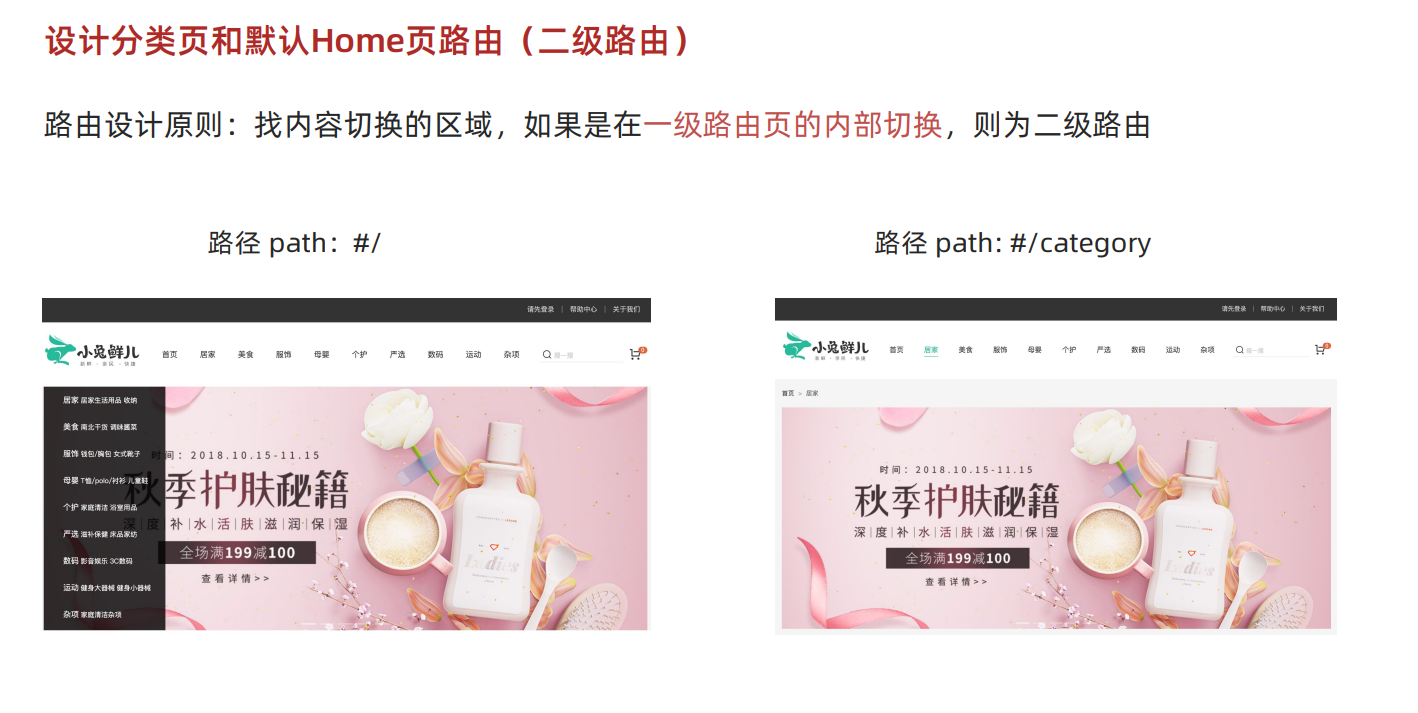 设计分类页和默认Home页路由（二级路由）
路由设计原则：找内容切换的区域，如果是在一级路由页的内部切换，则为二级路由
路径 path：#/
请先登录 | 帮助中心 | 关于我们
小兔鲜儿
新鲜 · 惠民 · 快捷
首页 居家 美食 服饰 母婴 个护 严选 数码 运动 杂项 搜一搜 0
居家 居家生活用品 收纳
美食 南北干货 调味酱菜
服饰 钱包/胸包 女式靴子
母婴 T恤/polo/衬衫 儿童鞋
个护 家庭清洁 浴室用品
严选 滋补保健 床品家纺
数码 影音娱乐 3C数码
运动 健身大器械 健身小器械
杂项 家庭清洁杂项
时间：2018.10.15-11.15
秋季护肤秘籍
深度|补|水|活|肤|滋|润|保|湿
全场满199减100
查看详情>>
Ladies
路径 path: #/category
请先登录 | 帮助中心 | 关于我们
小兔鲜儿
新鲜 · 惠民 · 快捷
首页 居家 美食 服饰 母婴 个护 严选 数码 运动 杂项 搜一搜 0
首页 > 居家
时间：2018.10.15-11.15
秋季护肤秘籍
深|度|补|水|活|肤|滋|润|保|湿
全场满199减100
查看详情>>
Ladies